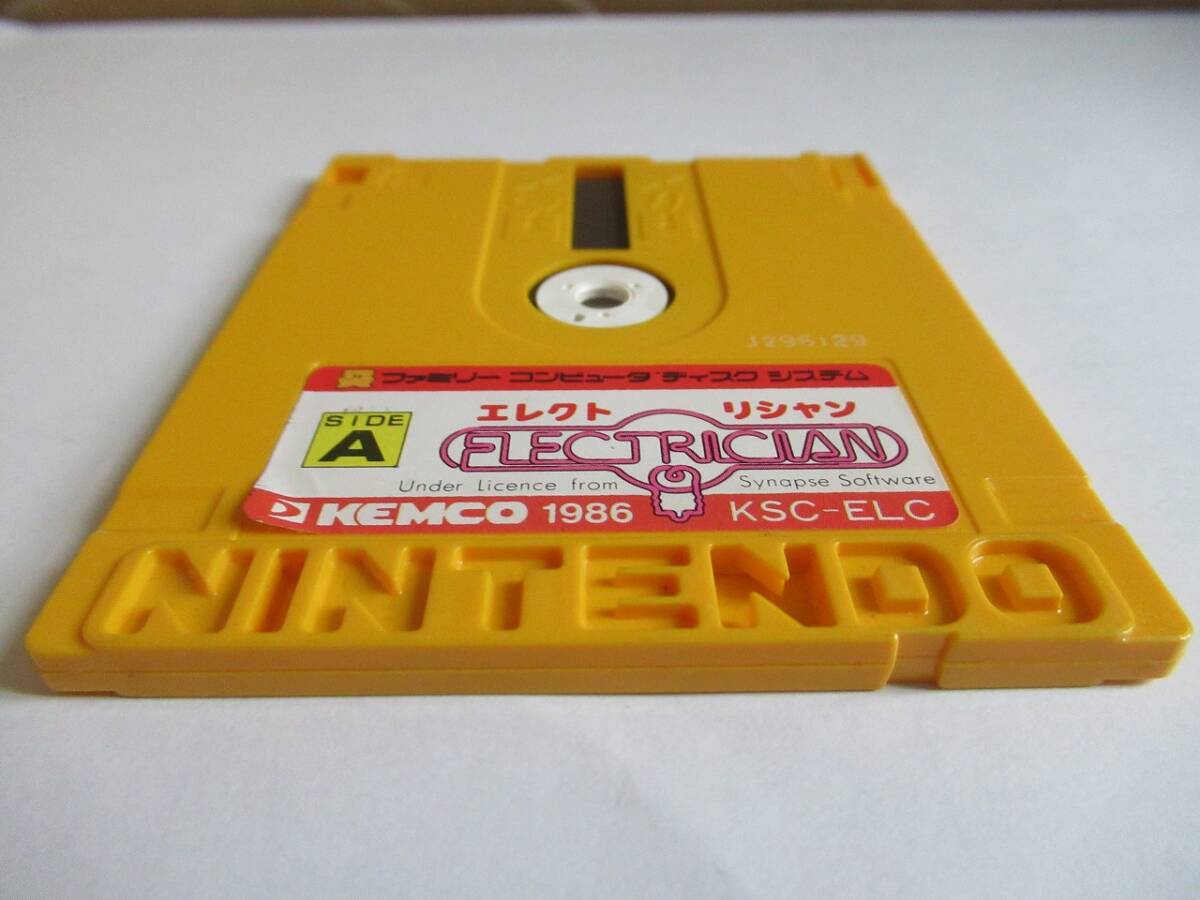 J296129
ファミリー コンピュータ ディスク システム
SIDE A
エレクトリシャン
ELECTRICIAN
Under Licence from Synapse Software
KEMCO 1986 KSC-ELC
NINTENDO